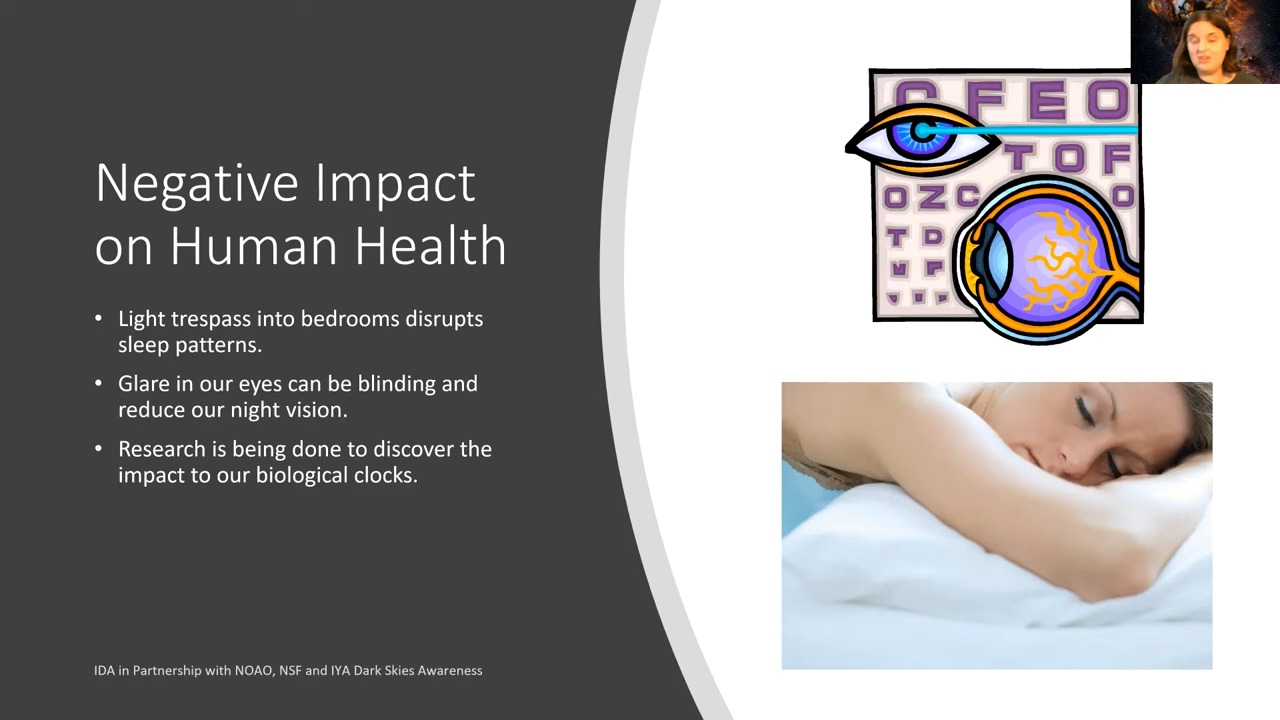 Negative Impact
on Human Health
• Light trespass into bedrooms disrupts
sleep patterns.
• Glare in our eyes can be blinding and
reduce our night vision.
• Research is being done to discover the
impact to our biological clocks.
IDA in Partnership with NOAO, NSF and IYA Dark Skies Awareness
F E O
T O F
O Z C O
T D